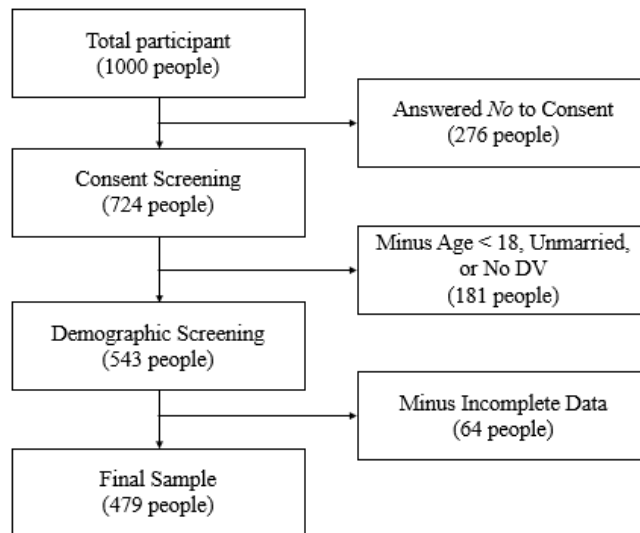 Total participant
(1000 people)
Answered No to Consent
(276 people)
Consent Screening
(724 people)
Minus Age < 18, Unmarried,
or No DV
(181 people)
Demographic Screening
(543 people)
Minus Incomplete Data
(64 people)
Final Sample
(479 people)